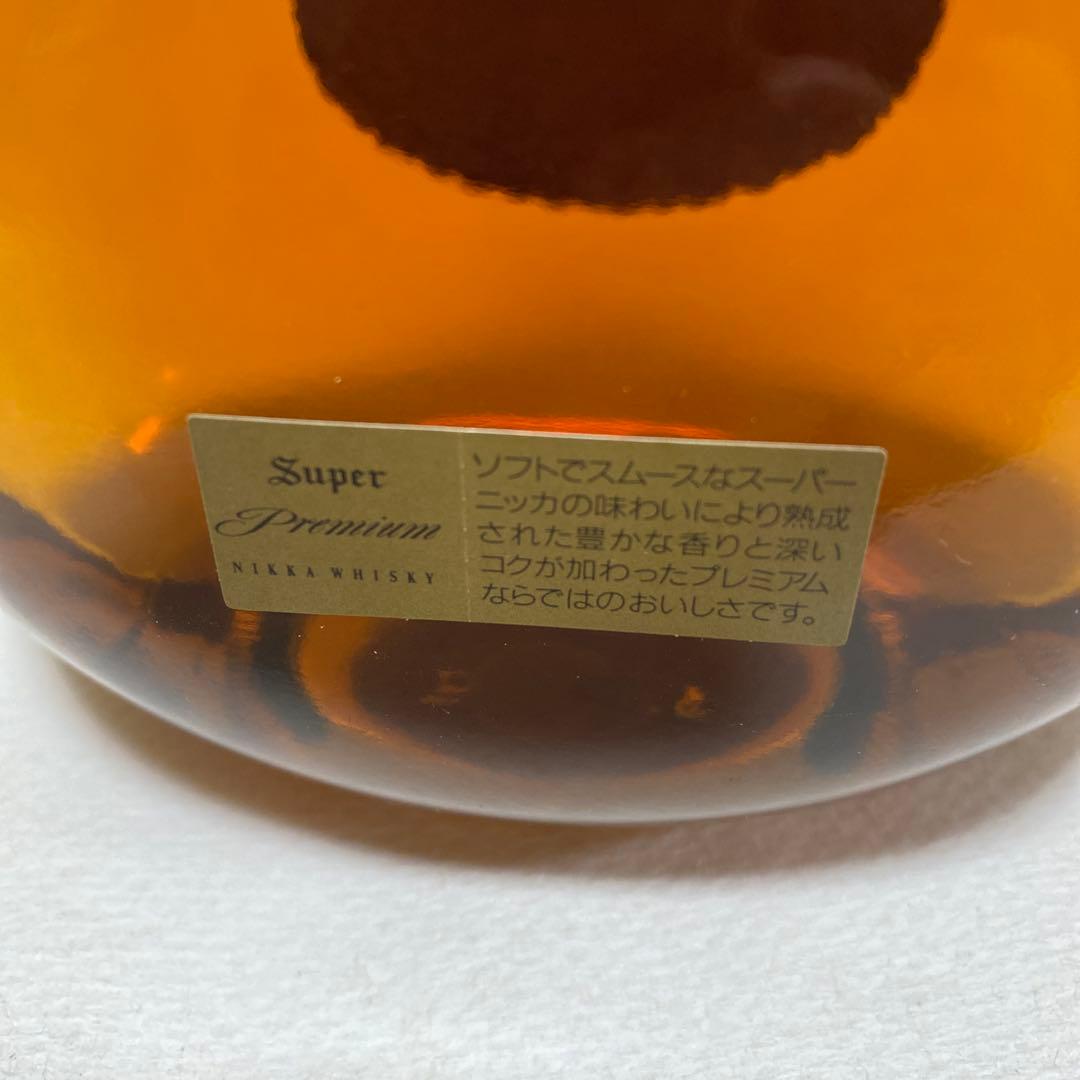 Super
Premium
NIKKA WHISKY
ソフトでスムースなスーパー
ニッカの味わいにより熟成
された豊かな香りと深い
コクが加わったプレミアム
ならではのおいしさです。